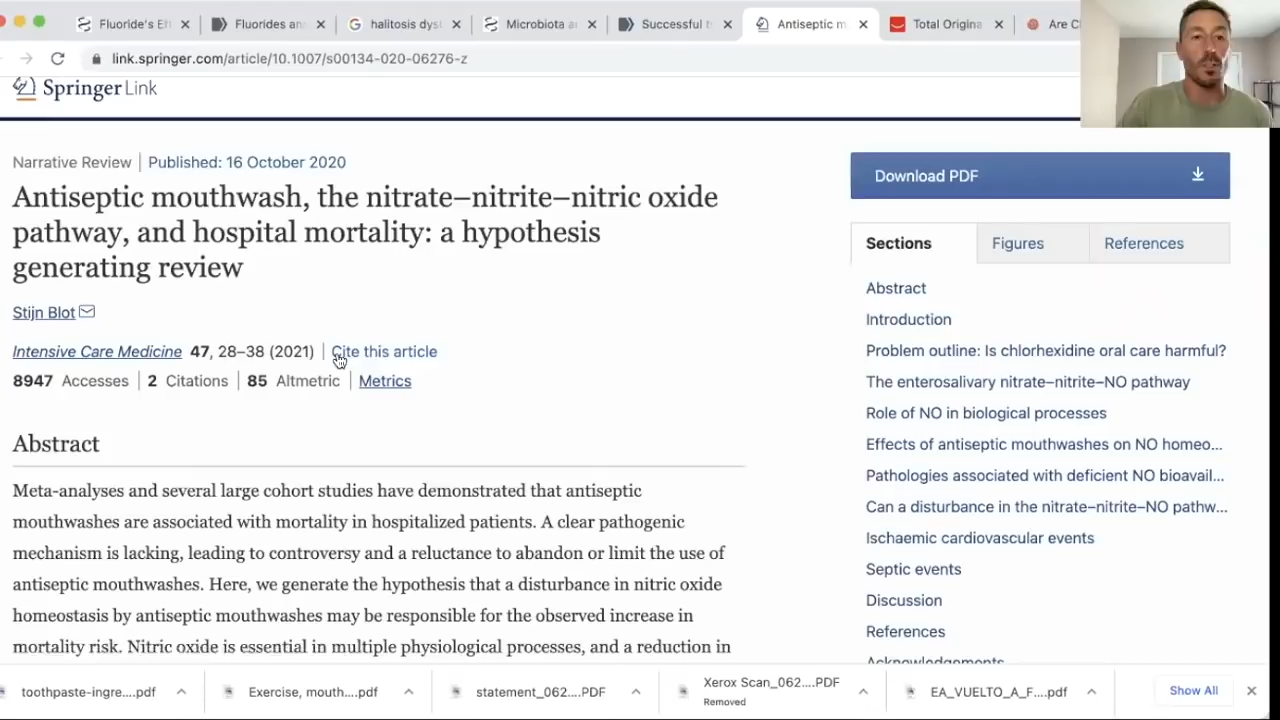 Fluoride's Ef
Fluorides an
halitosis dys
Microbiota a
Successful t
Antiseptic m
Total Origina
Are Cl
link.springer.com/article/10.1007/s00134-020-06276-z
Springer Link
Narrative Review | Published: 16 October 2020
Antiseptic mouthwash, the nitrate–nitrite–nitric oxide
pathway, and hospital mortality: a hypothesis
generating review
Stijn Blot
Intensive Care Medicine 47, 28–38 (2021) | Cite this article
8947 Accesses | 2 Citations | 85 Altmetric | Metrics
Abstract
Meta-analyses and several large cohort studies have demonstrated that antiseptic
mouthwashes are associated with mortality in hospitalized patients. A clear pathogenic
mechanism is lacking, leading to controversy and a reluctance to abandon or limit the use of
antiseptic mouthwashes. Here, we generate the hypothesis that a disturbance in nitric oxide
homeostasis by antiseptic mouthwashes may be responsible for the observed increase in
mortality risk. Nitric oxide is essential in multiple physiological processes, and a reduction in
Download PDF
Sections
Figures
References
Abstract
Introduction
Problem outline: Is chlorhexidine oral care harmful?
The enterosalivary nitrate–nitrite–NO pathway
Role of NO in biological processes
Effects of antiseptic mouthwashes on NO homeo...
Pathologies associated with deficient NO bioavail...
Can a disturbance in the nitrate–nitrite–NO pathw...
Ischaemic cardiovascular events
Septic events
Discussion
References
Acknowledgements
toothpaste-ingre....pdf
Exercise, mouth....pdf
statement_062....PDF
Xerox Scan_062....PDF
Removed
EA_VUELTO_A_F....pdf
Show All